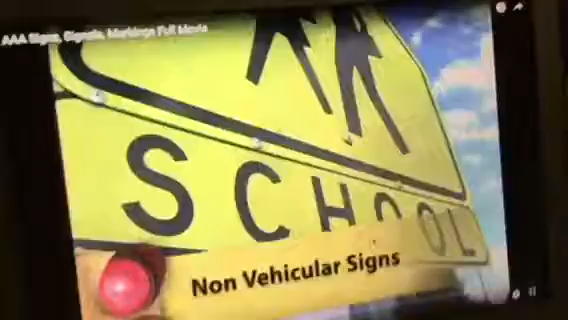 AAA Signs, Signals, Markings Full Movie
SCHOOL
Non Vehicular Signs